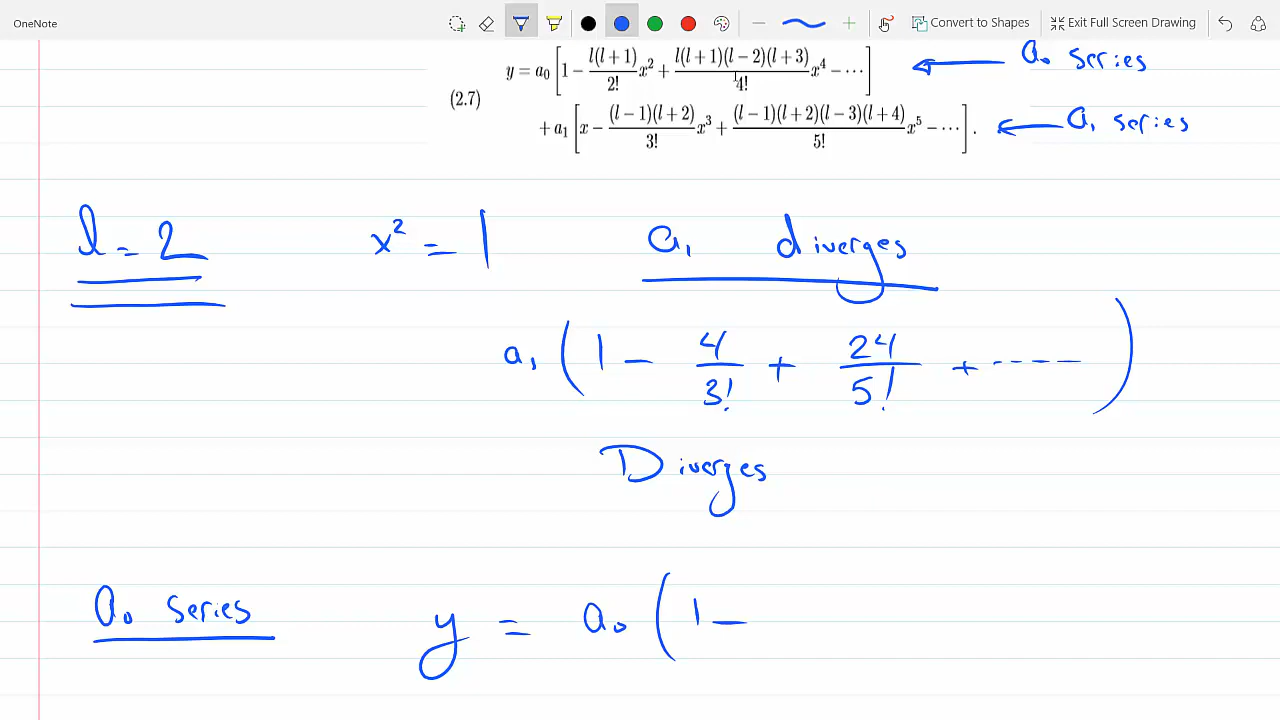 OneNote
Convert to Shapes
Exit Full Screen Drawing
y = a₀ [1 − l(l + 1)/2! x² + l(l + 1)(l − 2)(l + 3)/4! x⁴ − ⋯]
a₀ series
(2.7)
+ a₁ [x − (l − 1)(l + 2)/3! x³ + (l − 1)(l + 2)(l − 3)(l + 4)/5! x⁵ − ⋯] .
a₁ series
l = 2 x² = 1 a₁ diverges
a₁ ( 1 − 4/3! + 24/5! + ----- )
Diverges
a₀ series y = a₀ ( 1 −